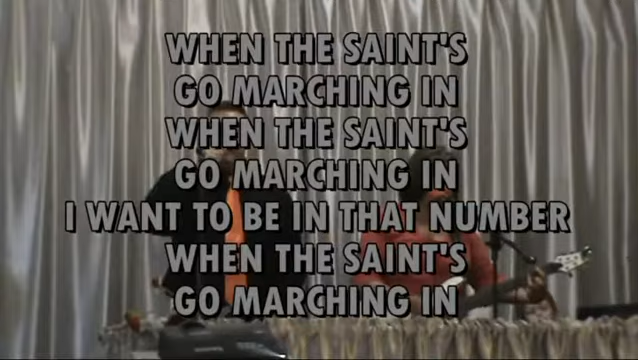 WHEN THE SAINT'S
GO MARCHING IN
WHEN THE SAINT'S
GO MARCHING IN
I WANT TO BE IN THAT NUMBER
WHEN THE SAINT'S
GO MARCHING IN